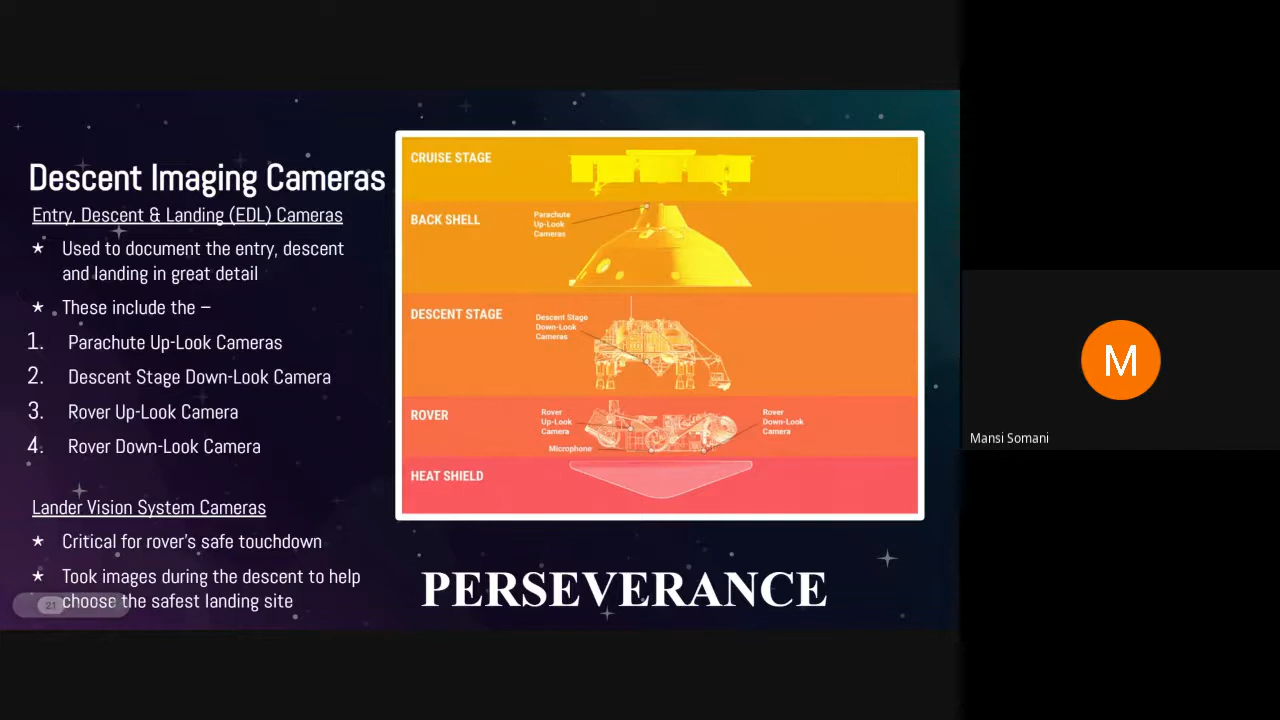 Descent Imaging Cameras
Entry, Descent & Landing (EDL) Cameras
★ Used to document the entry, descent
and landing in great detail
★ These include the –
1. Parachute Up-Look Cameras
2. Descent Stage Down-Look Camera
3. Rover Up-Look Camera
4. Rover Down-Look Camera
Lander Vision System Cameras
★ Critical for rover's safe touchdown
★ Took images during the descent to help
choose the safest landing site
21
CRUISE STAGE
BACK SHELL
Parachute
Up-Look
Cameras
DESCENT STAGE
Descent Stage
Down-Look
Cameras
ROVER
Rover
Up-Look
Camera
Microphone
Rover
Down-Look
Camera
HEAT SHIELD
PERSEVERANCE
M
Mansi Somani